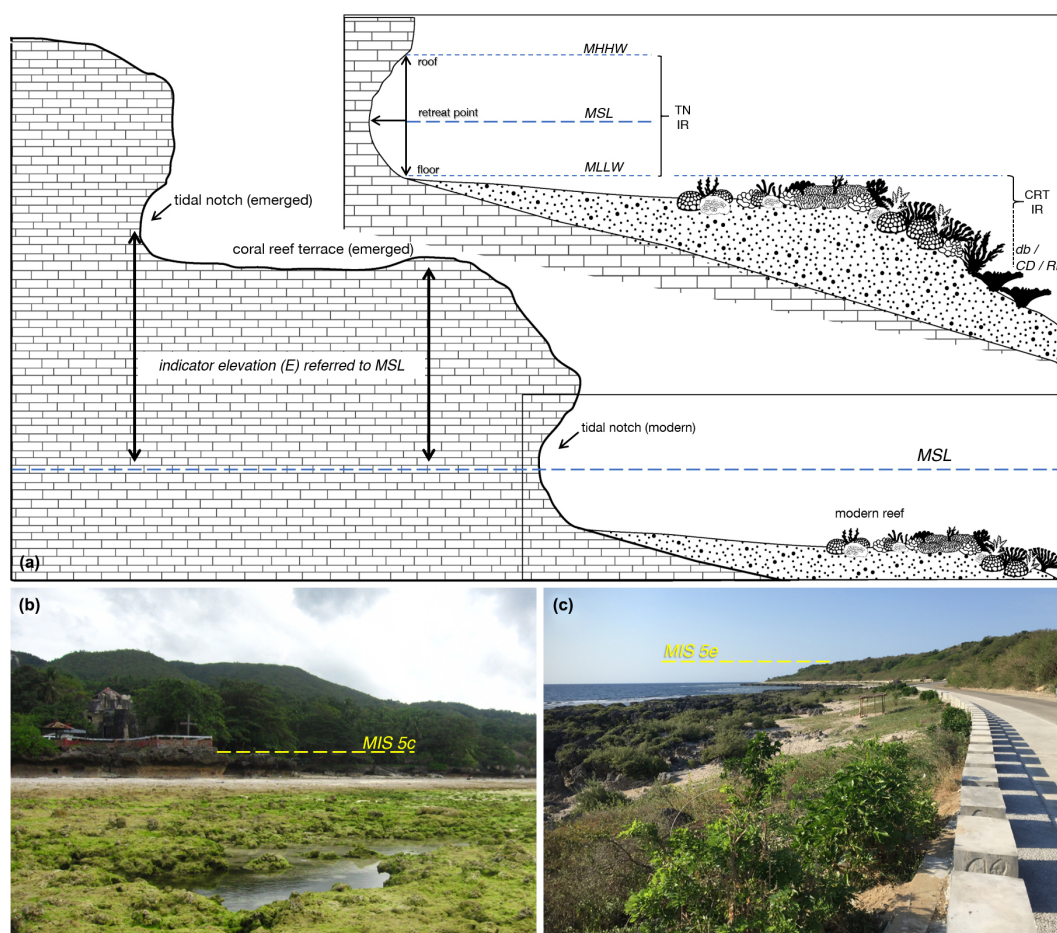 MHHW
roof
retreat point
MSL
TN
IR
floor
MLLW
CRT
IR
db /
CD / R
tidal notch (emerged)
coral reef terrace (emerged)
indicator elevation (E) referred to MSL
tidal notch (modern)
MSL
modern reef
(a)
(b)
MIS 5c
(c)
MIS 5e